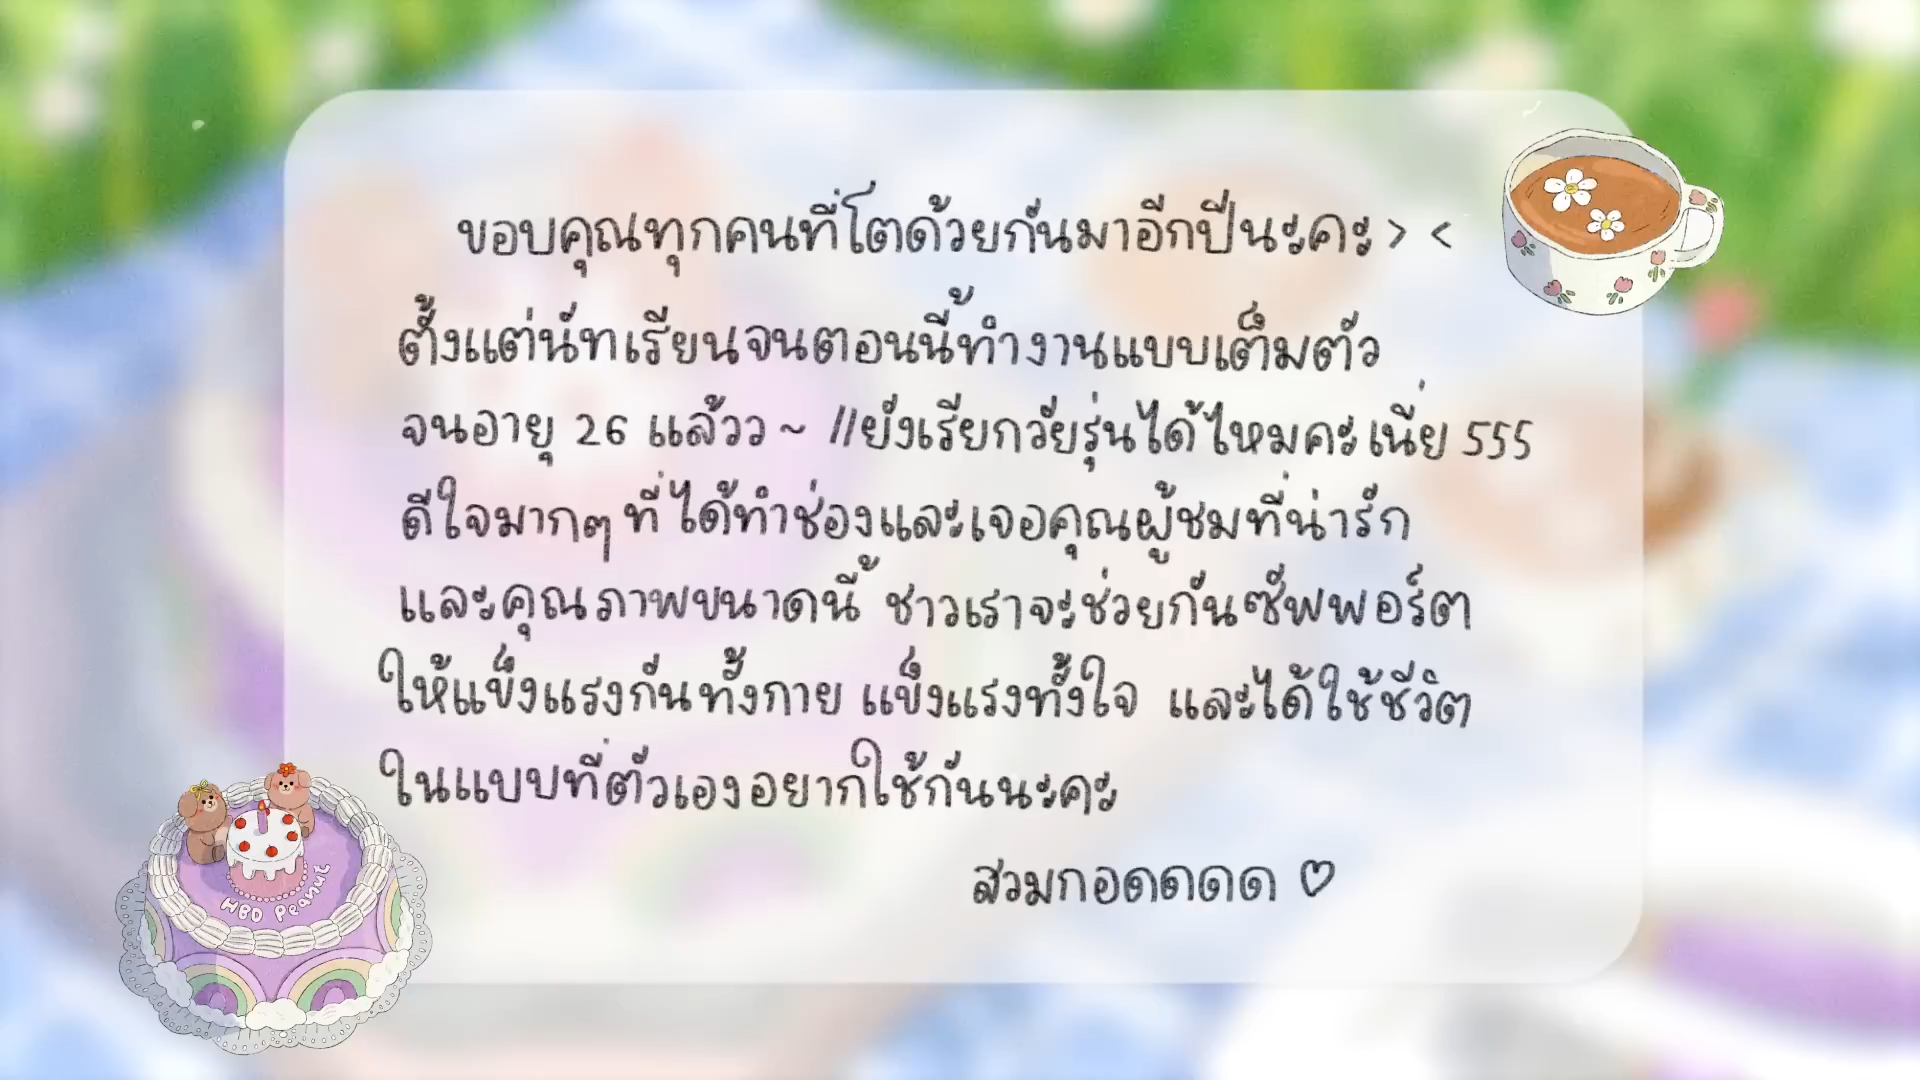 ขอบคุณทุกคนที่โตด้วยกันมาอีกปีนะคะ > <
ตั้งแต่นัทเรียนจนตอนนี้ทำงานแบบเต็มตัว
จนอายุ 26 แล้วว ~ //ยังเรียกวัยรุ่นได้ไหมคะเนี่ย 555
ดีใจมากๆ ที่ได้ทำช่องและเจอคุณผู้ชมที่น่ารัก
และคุณภาพขนาดนี้ ชาวเราจะช่วยกันซัพพอร์ต
ให้แข็งแรงกันทั้งกาย แข็งแรงทั้งใจ และได้ใช้ชีวิต
ในแบบที่ตัวเองอยากใช้กันนะคะ
สวมกอดดดด ♡
HBD Peanut